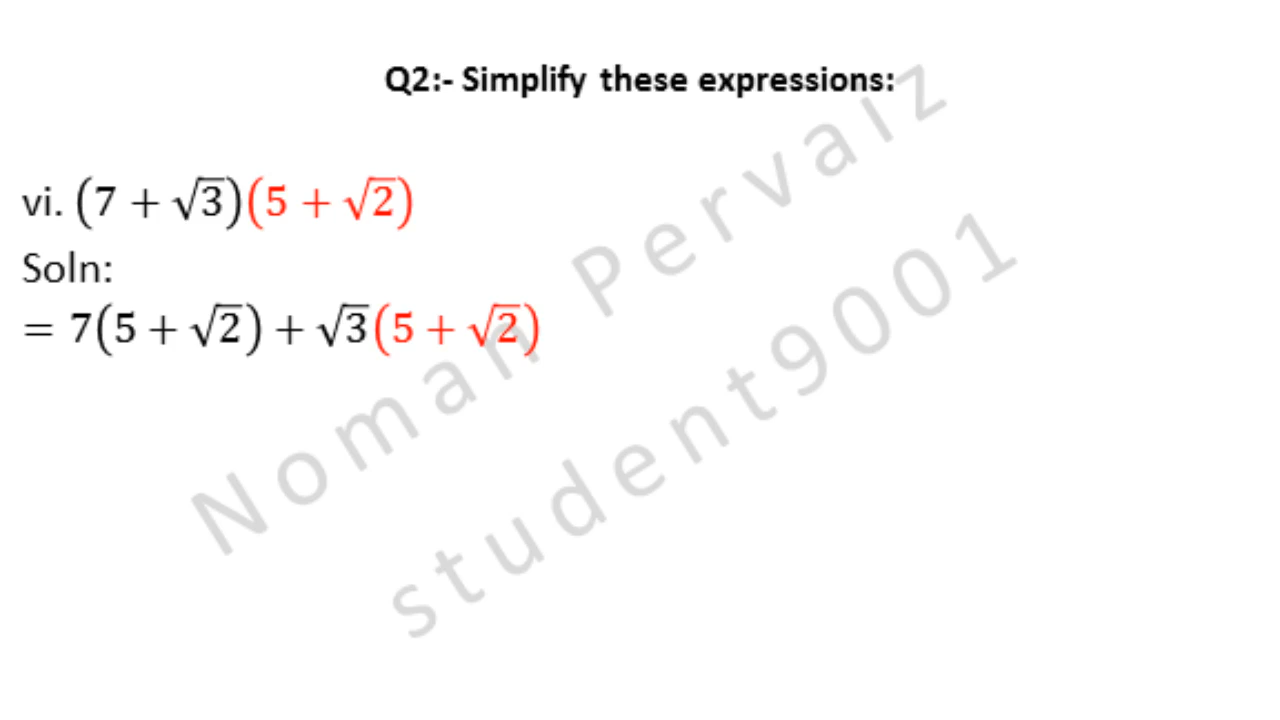 Q2:- Simplify these expressions:
vi. (7 + √3)(5 + √2)
Soln:
= 7(5 + √2) + √3(5 + √2)
Noman Pervaiz
student9001